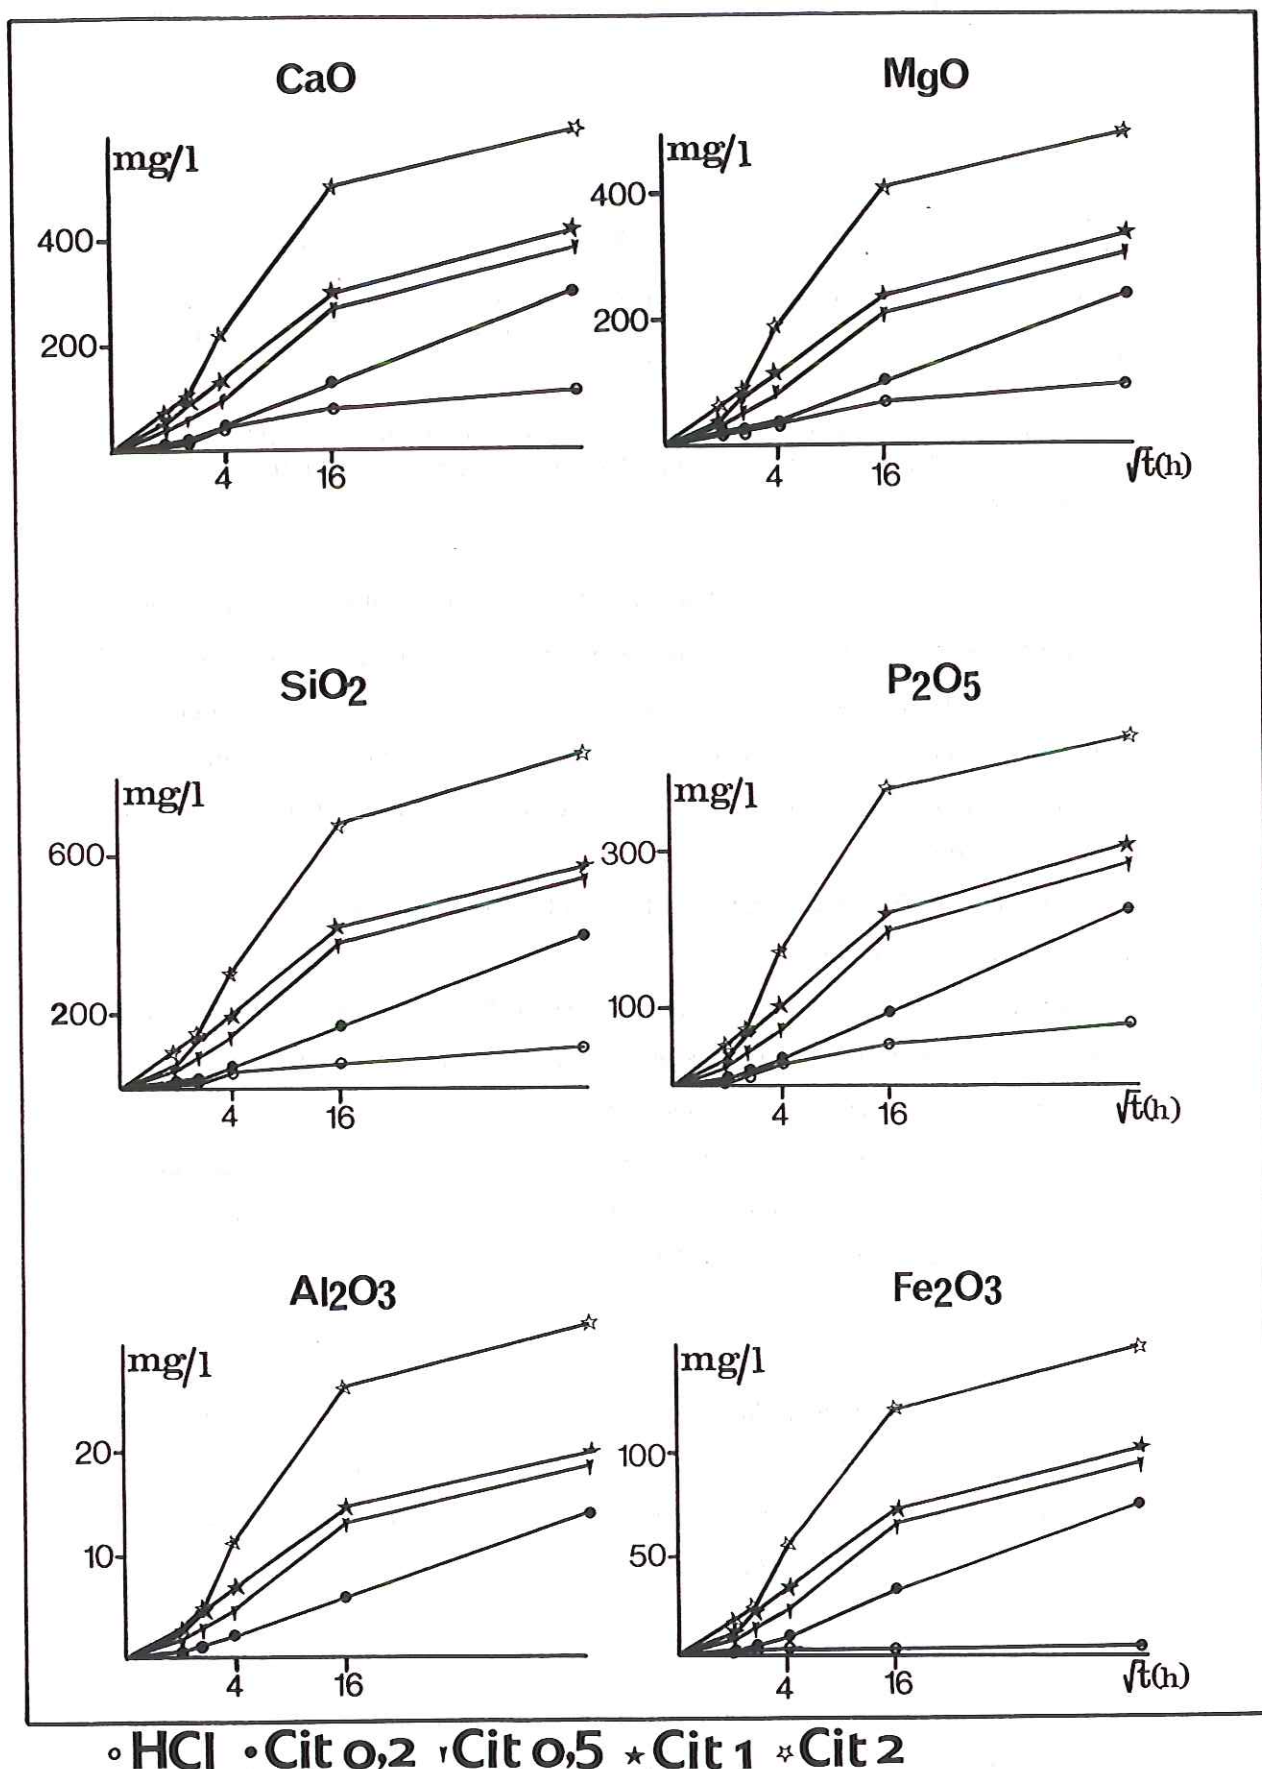 CaO
mg/l
400
200
4 16
MgO
mg/l
400
200
4 16 √t(h)
SiO2
mg/l
600
200
4 16
P2O5
mg/l
300
100
4 16 √t(h)
Al2O3
mg/l
20
10
4 16
Fe2O3
mg/l
100
50
4 16 √t(h)
○ HCl • Cit 0,2 ▾ Cit 0,5 ★ Cit 1 ☆ Cit 2